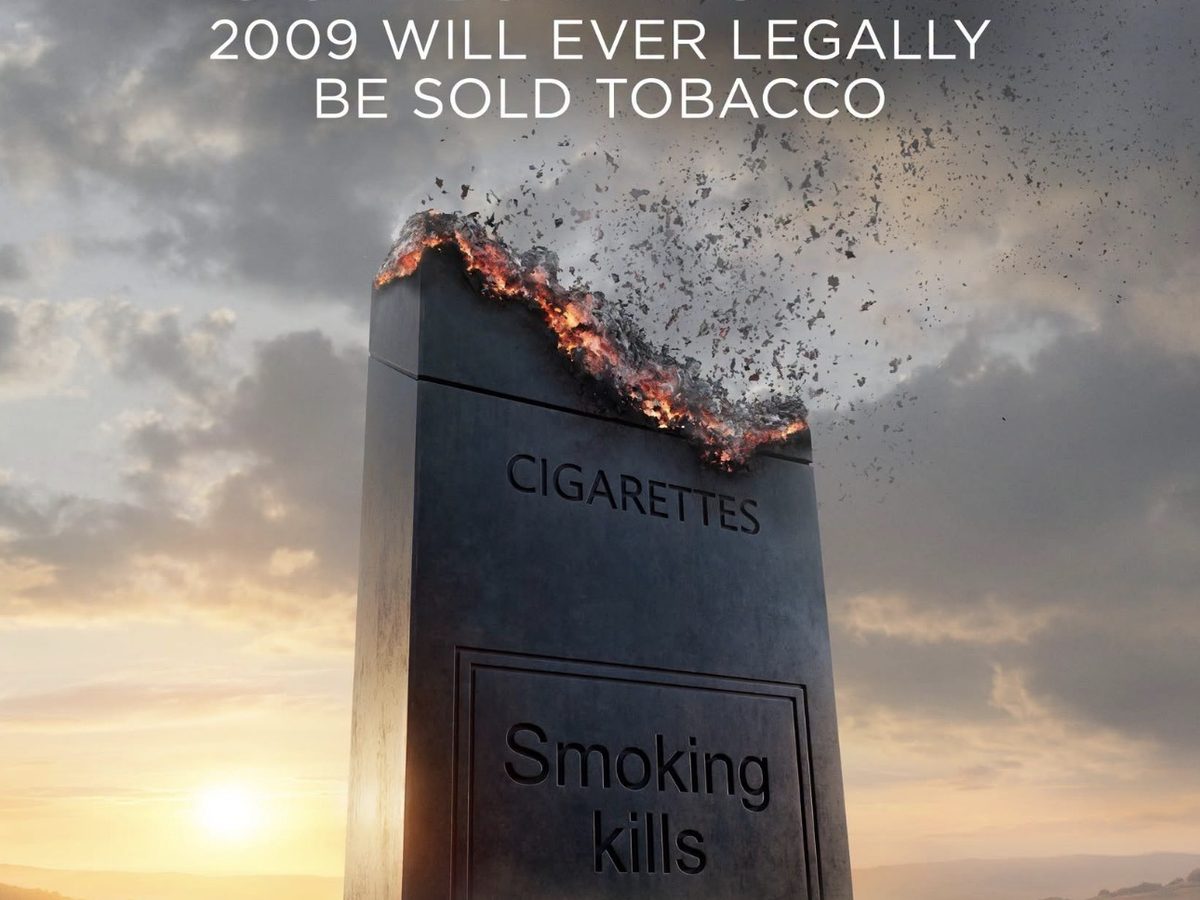 2009 WILL EVER LEGALLY
BE SOLD TOBACCO
CIGARETTES
Smoking
kills